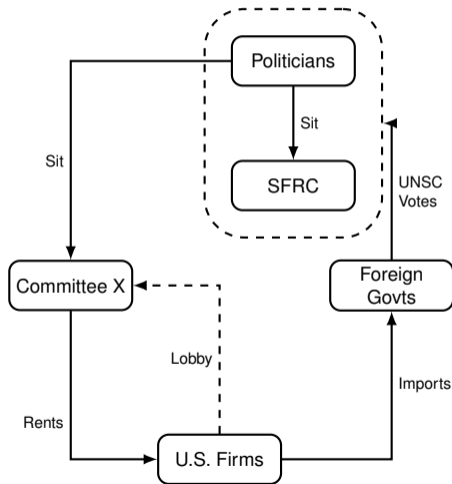 Politicians
Sit
Sit
SFRC
UNSC
Votes
Committee X
Foreign
Govts
Lobby
Imports
Rents
U.S. Firms